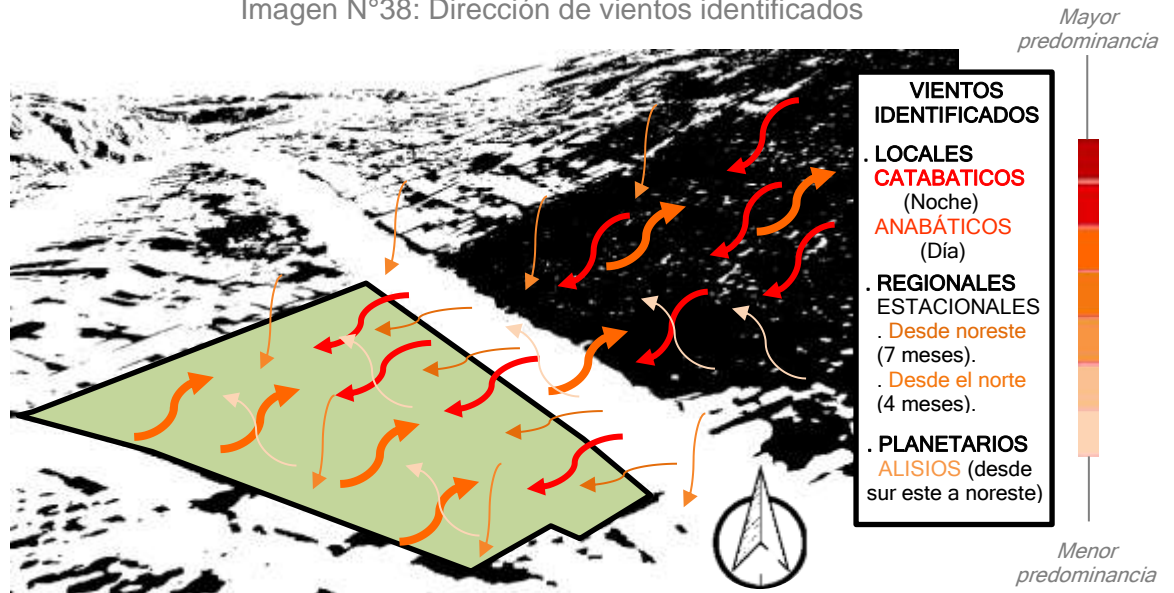 Imagen N°38: Dirección de vientos identificados
Mayor
predominancia
VIENTOS
IDENTIFICADOS
. LOCALES
CATABATICOS
(Noche)
ANABÁTICOS
(Día)
. REGIONALES
ESTACIONALES
. Desde noreste
(7 meses).
. Desde el norte
(4 meses).
. PLANETARIOS
ALISIOS (desde
sur este a noreste)
Menor
predominancia